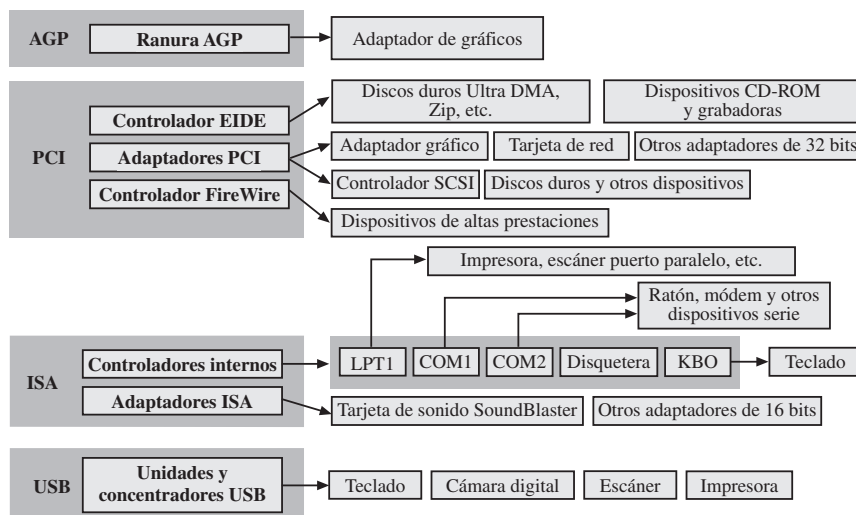 AGP
Ranura AGP
Adaptador de gráficos
PCI
Controlador EIDE
Discos duros Ultra DMA,
Zip, etc.
Dispositivos CD-ROM
y grabadoras
Adaptadores PCI
Adaptador gráfico
Tarjeta de red
Otros adaptadores de 32 bits
Controlador SCSI
Discos duros y otros dispositivos
Controlador FireWire
Dispositivos de altas prestaciones
Impresora, escáner puerto paralelo, etc.
Ratón, módem y otros
dispositivos serie
ISA
Controladores internos
LPT1
COM1
COM2
Disquetera
KBO
Teclado
Adaptadores ISA
Tarjeta de sonido SoundBlaster
Otros adaptadores de 16 bits
USB
Unidades y
concentradores USB
Teclado
Cámara digital
Escáner
Impresora